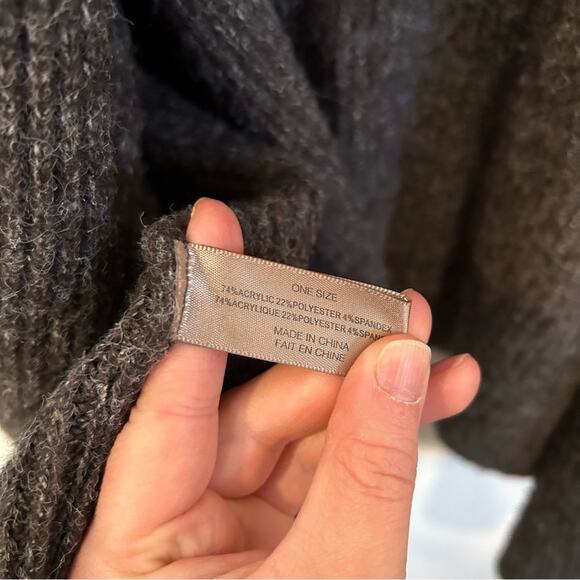 ONE SIZE
74%ACRYLIC 22%POLYESTER 4%SPANDEX
74%ACRYLIQUE 22%POLYESTER 4%SPAN
MADE IN CHINA
FAIT EN CHINE